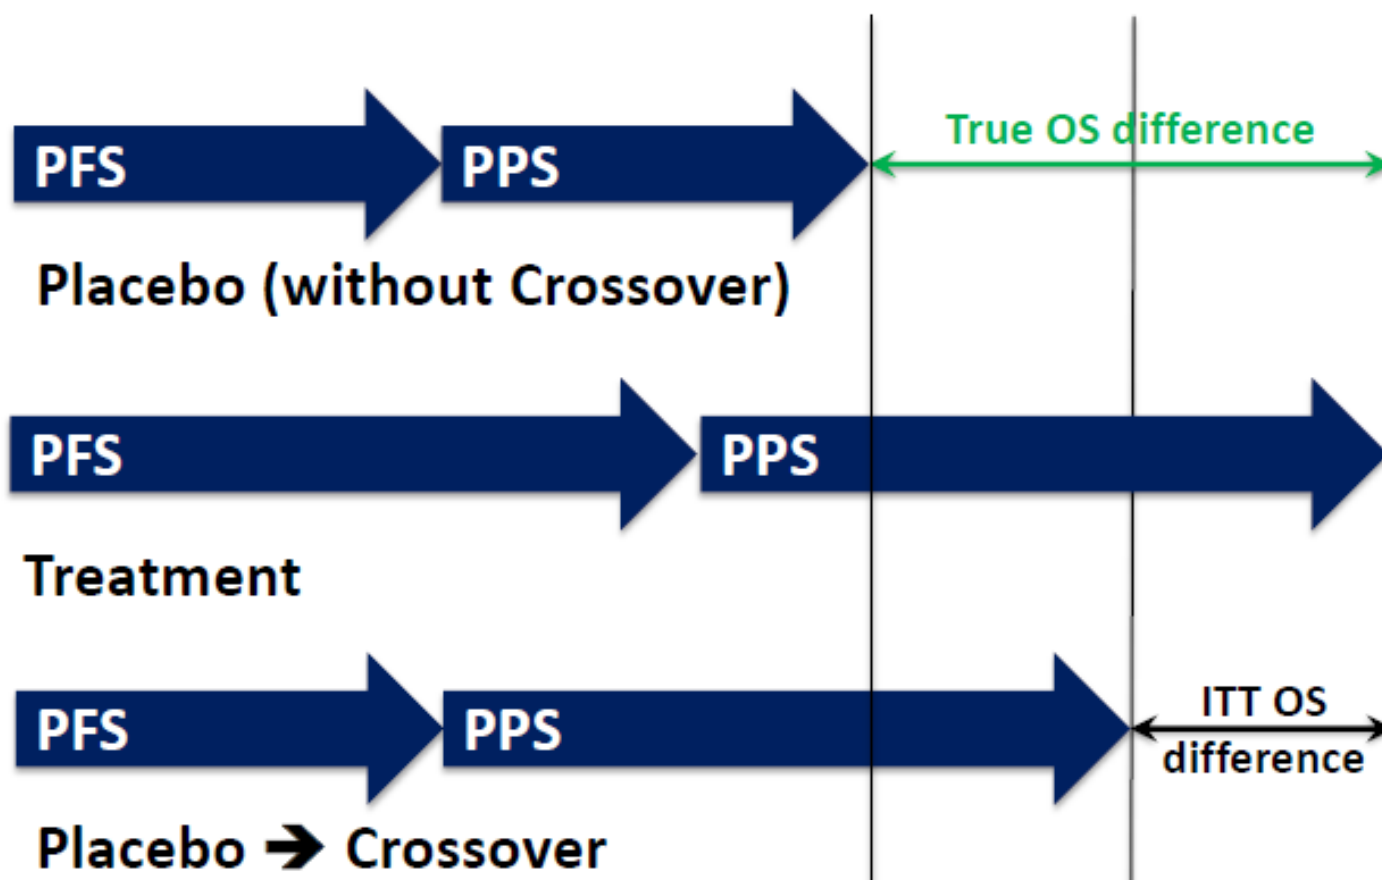 PFS
PPS
True OS difference
Placebo (without Crossover)
PFS
PPS
Treatment
PFS
PPS
ITT OS
difference
Placebo ➔ Crossover